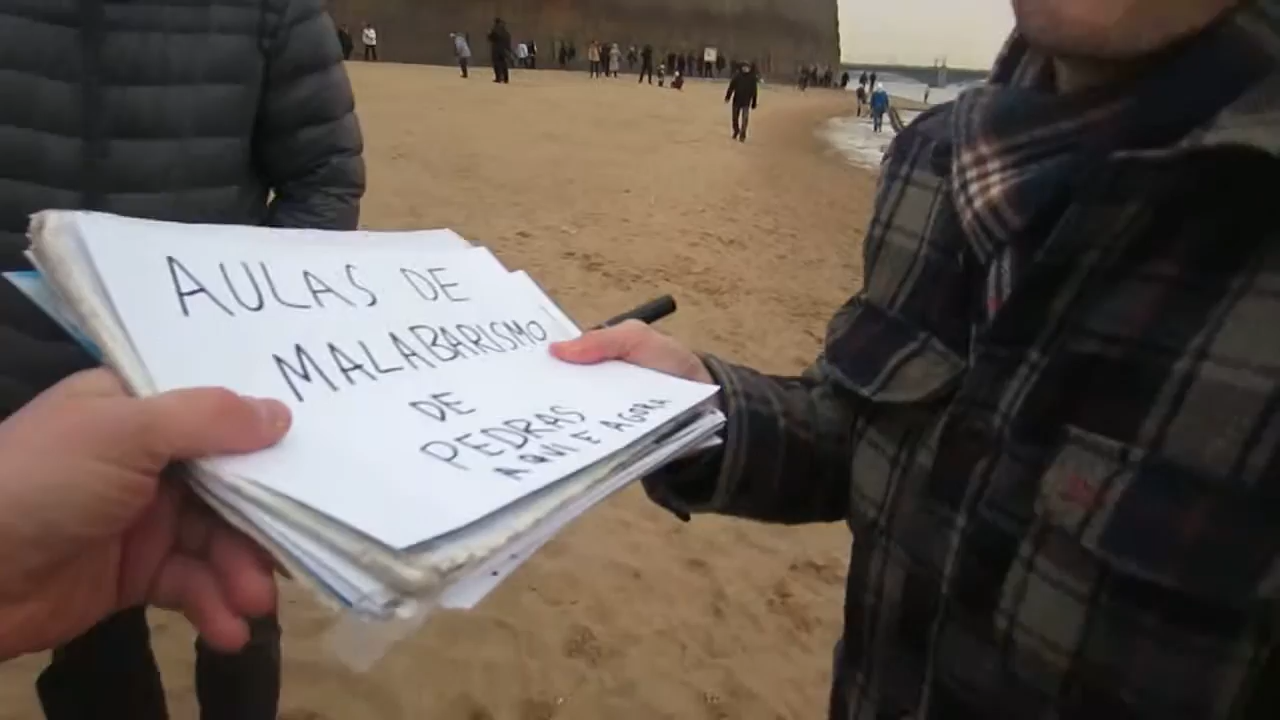 AULAS DE
MALABARISMO
DE
PEDRAS
AQUI E AGORA